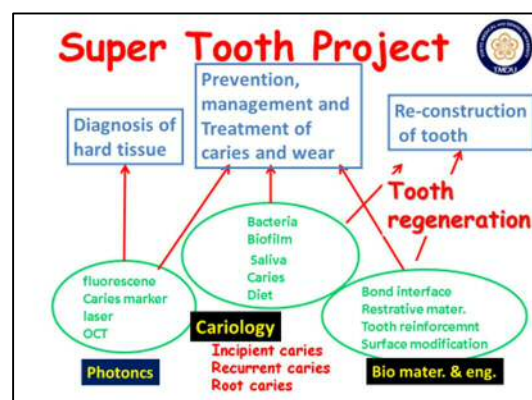 Super Tooth Project
TMDU
Diagnosis of
hard tissue
Prevention,
management and
Treatment of
caries and wear
Re-construction
of tooth
Tooth
regeneration
fluorescene
Caries marker
laser
OCT
Photoncs
Bacteria
Biofilm
Saliva
Caries
Diet
Cariology
Incipient caries
Recurrent caries
Root caries
Bond interface
Restrative mater.
Tooth reinforcemnt
Surface modification
Bio mater. & eng.